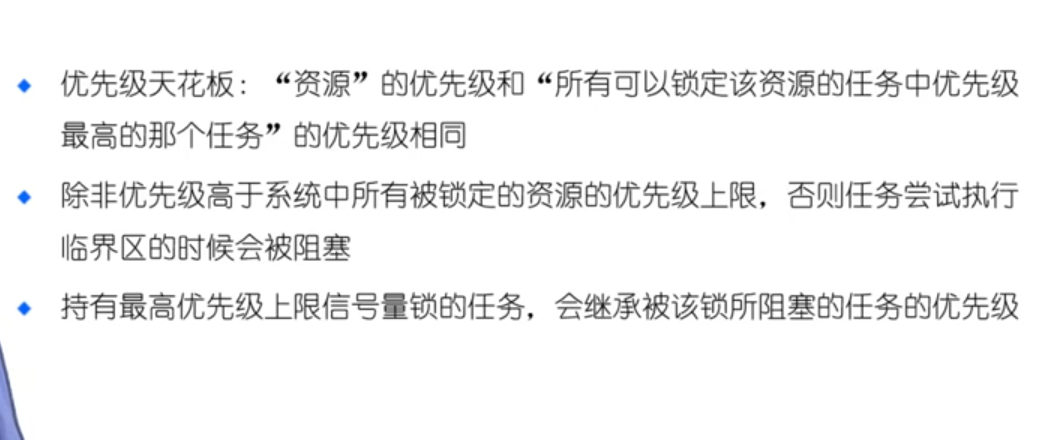 优先级天花板：“资源”的优先级和“所有可以锁定该资源的任务中优先级
最高的那个任务”的优先级相同
除非优先级高于系统中所有被锁定的资源的优先级上限，否则任务尝试执行
临界区的时候会被阻塞
持有最高优先级上限信号量锁的任务，会继承被该锁所阻塞的任务的优先级